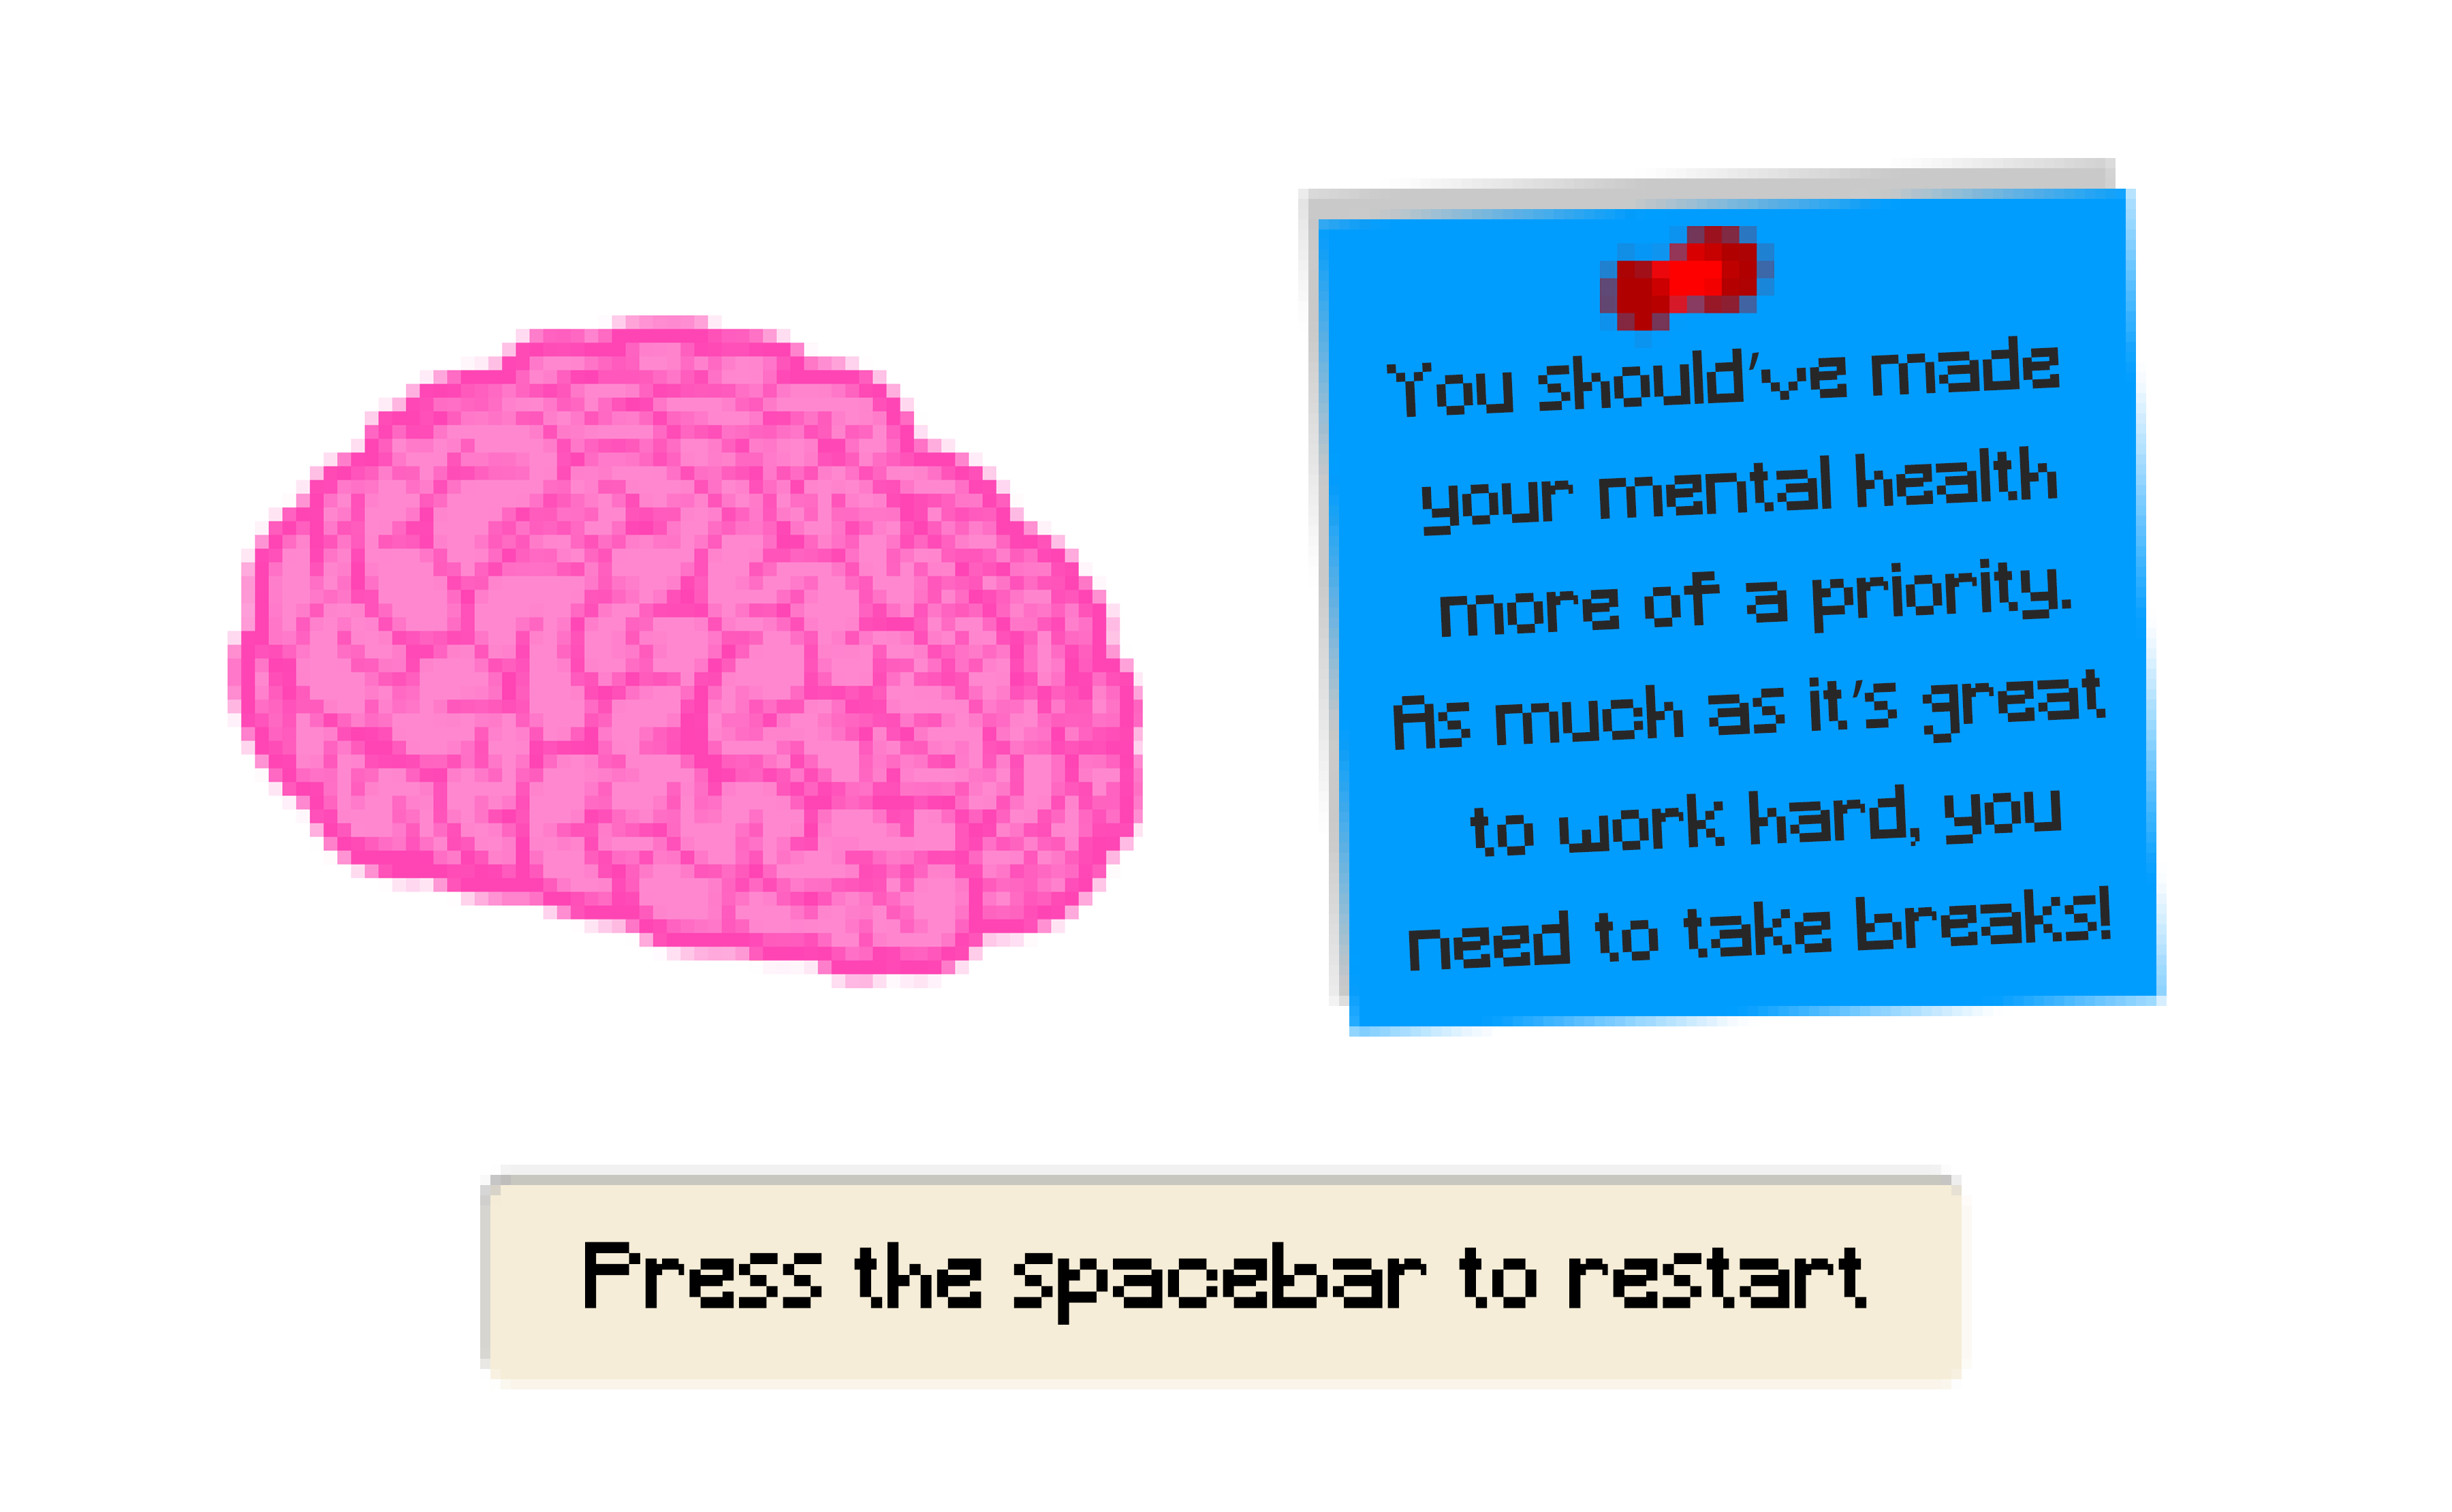 You should've made
your mental health
more of a priority.
As much as it's great
to work hard, you
need to take breaks!
Press the spacebar to restart